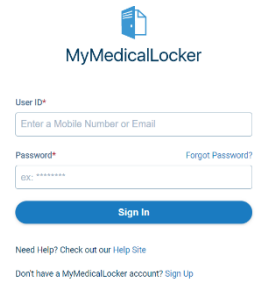 MyMedicalLocker
User ID*
Enter a Mobile Number or Email
Password* Forgot Password?
ex: ********
Sign In
Need Help? Check out our Help Site
Don't have a MyMedicalLocker account? Sign Up